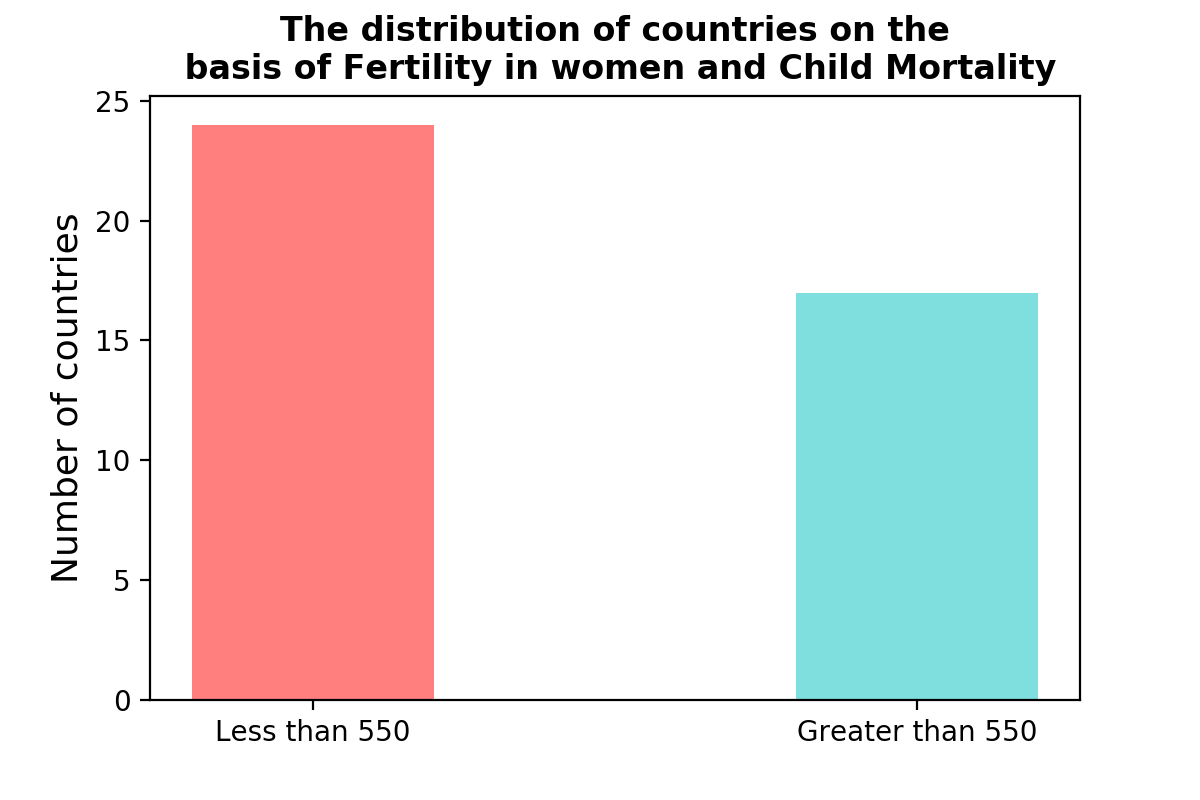 The distribution of countries on the
basis of Fertility in women and Child Mortality
Number of countries
25
20
15
10
5
0
Less than 550
Greater than 550